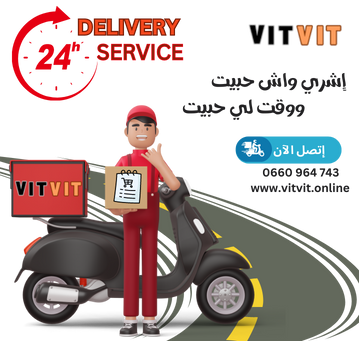 DELIVERY
24h SERVICE
VITVIT
إشري واش حبيت
ووقت لي حبيت
إتصل الآن
0660 964 743
www.vitvit.online
VITVIT